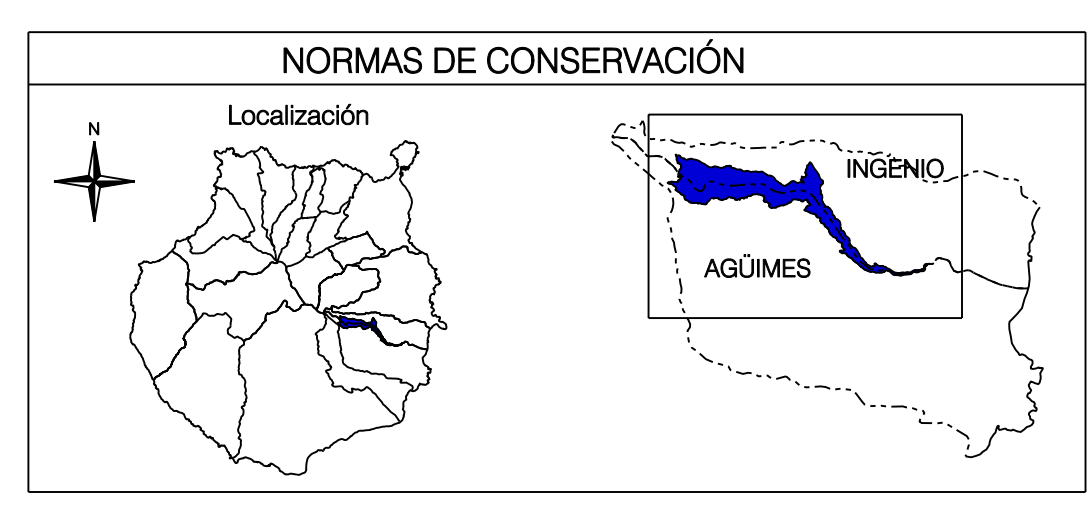 NORMAS DE CONSERVACIÓN
Localización
N
INGENIO
AGÜIMES